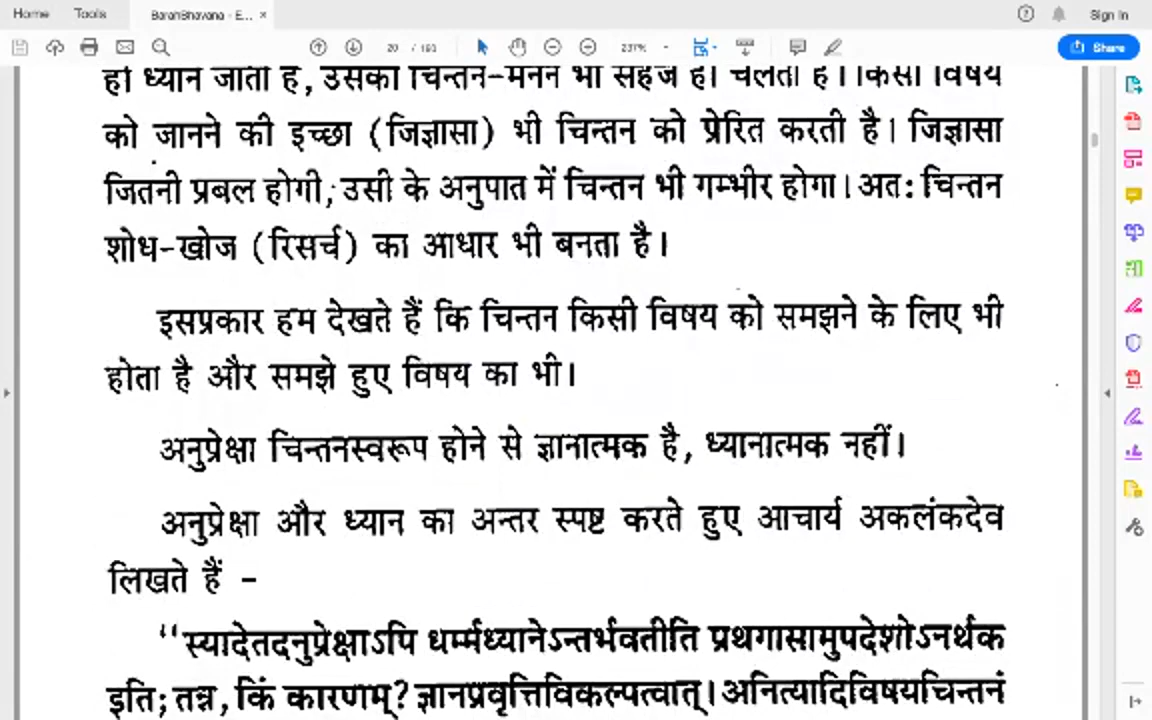 Home Tools BarahBhavana - E... × Sign In
20 / 190 237% Share
ही ध्यान जाता है, उसका चिन्तन-मनन भी सहज ही चलता है। किसी विषय
को जानने की इच्छा (जिज्ञासा) भी चिन्तन को प्रेरित करती है। जिज्ञासा
जितनी प्रबल होगी, उसी के अनुपात में चिन्तन भी गम्भीर होगा। अत: चिन्तन
शोध-खोज (रिसर्च) का आधार भी बनता है।
इसप्रकार हम देखते हैं कि चिन्तन किसी विषय को समझने के लिए भी
होता है और समझे हुए विषय का भी।
अनुप्रेक्षा चिन्तनस्वरूप होने से ज्ञानात्मक है, ध्यानात्मक नहीं।
अनुप्रेक्षा और ध्यान का अन्तर स्पष्ट करते हुए आचार्य अकलंकदेव
लिखते हैं -
“स्यादेतदनुप्रेक्षाऽपि धर्म्मध्यानेऽन्तर्भवतीति प्रथगासामुपदेशोऽनर्थक
इति; तन्न, किं कारणम्? ज्ञानप्रवृत्तिविकल्पत्वात्। अनित्यादिविषयचिन्तनं